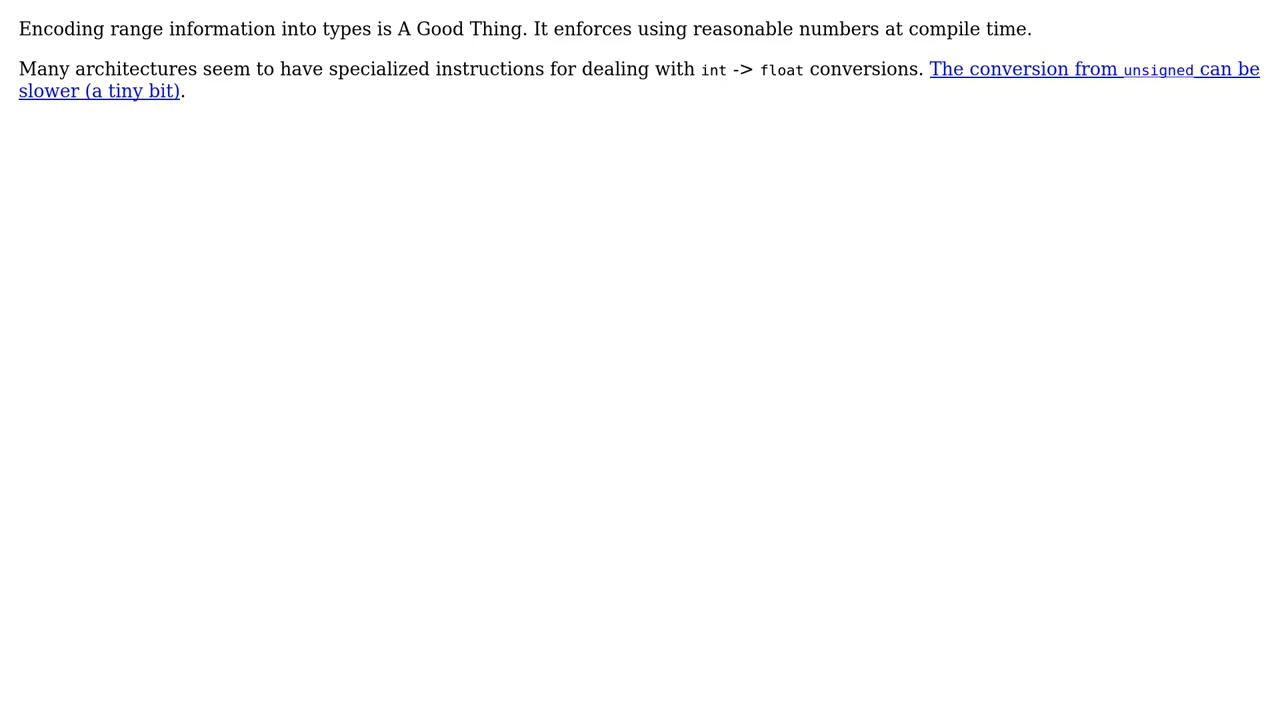 Encoding range information into types is A Good Thing. It enforces using reasonable numbers at compile time.
Many architectures seem to have specialized instructions for dealing with int -> float conversions. The conversion from unsigned can be
slower (a tiny bit).